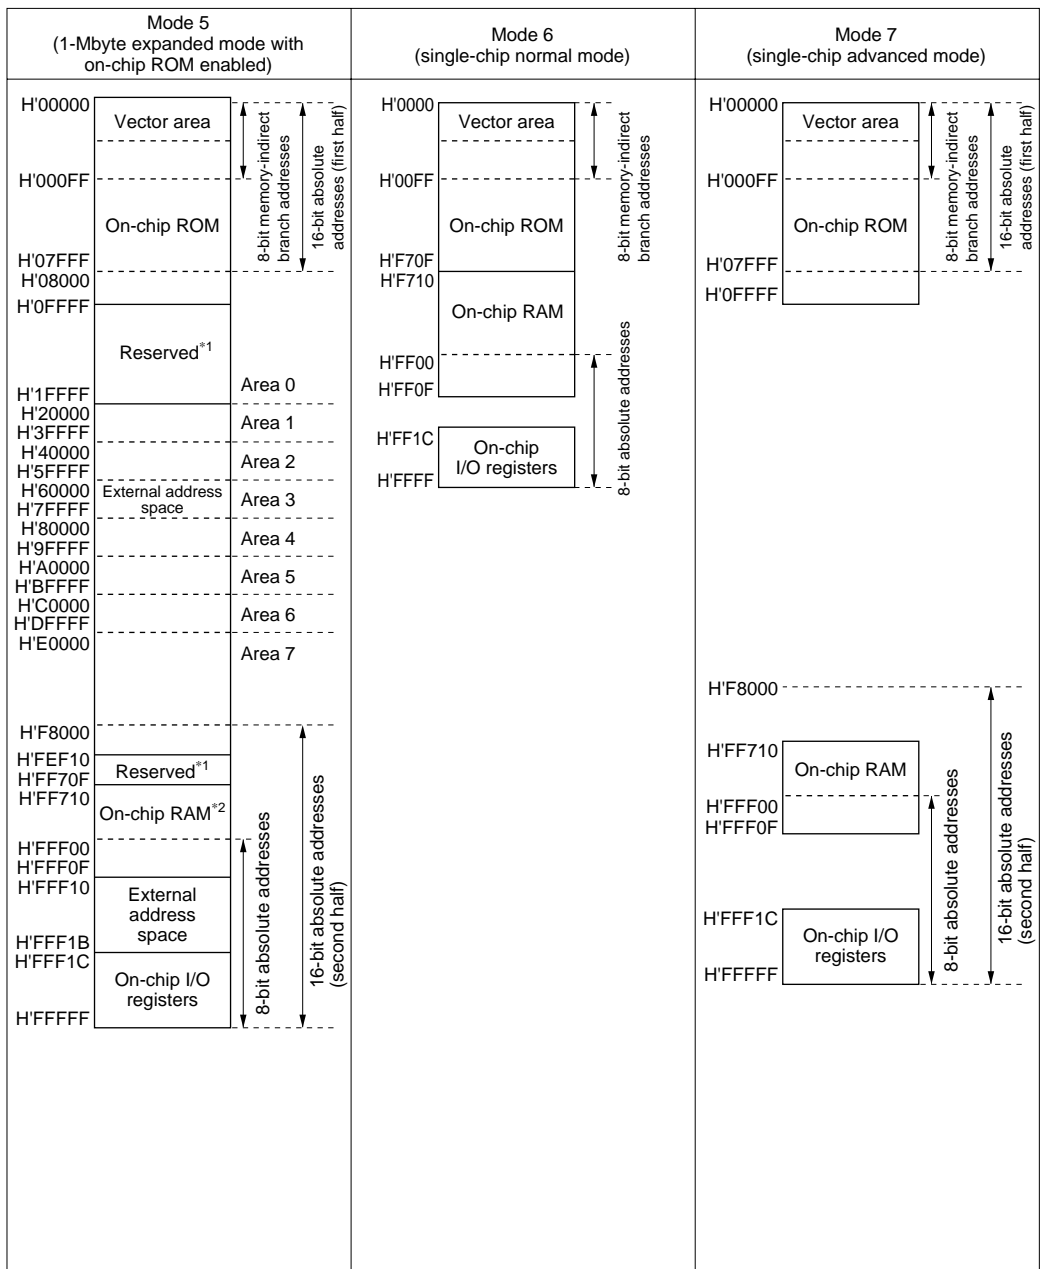 Mode 5
(1-Mbyte expanded mode with
on-chip ROM enabled)
H'00000
Vector area
H'000FF
On-chip ROM
H'07FFF
H'08000
H'0FFFF
Reserved*1
H'1FFFF
Area 0
H'20000
H'3FFFF
Area 1
H'40000
H'5FFFF
Area 2
H'60000
H'7FFFF
External address
space
Area 3
H'80000
H'9FFFF
Area 4
H'A0000
H'BFFFF
Area 5
H'C0000
H'DFFFF
Area 6
H'E0000
Area 7
H'F8000
H'FEF10
Reserved*1
H'FF70F
H'FF710
On-chip RAM*2
H'FFF00
H'FFF0F
H'FFF10
External
address
space
H'FFF1B
H'FFF1C
On-chip I/O
registers
H'FFFFF
8-bit memory-indirect
branch addresses
16-bit absolute
addresses (first half)
8-bit absolute addresses
16-bit absolute addresses
(second half)
Mode 6
(single-chip normal mode)
H'0000
Vector area
H'00FF
On-chip ROM
H'F70F
H'F710
On-chip RAM
H'FF00
H'FF0F
H'FF1C
On-chip
I/O registers
H'FFFF
8-bit memory-indirect
branch addresses
8-bit absolute addresses
Mode 7
(single-chip advanced mode)
H'00000
Vector area
H'000FF
On-chip ROM
H'07FFF
H'0FFFF
H'F8000
H'FF710
On-chip RAM
H'FFF00
H'FFF0F
H'FFF1C
On-chip I/O
registers
H'FFFFF
8-bit memory-indirect
branch addresses
16-bit absolute
addresses (first half)
8-bit absolute addresses
16-bit absolute addresses
(second half)